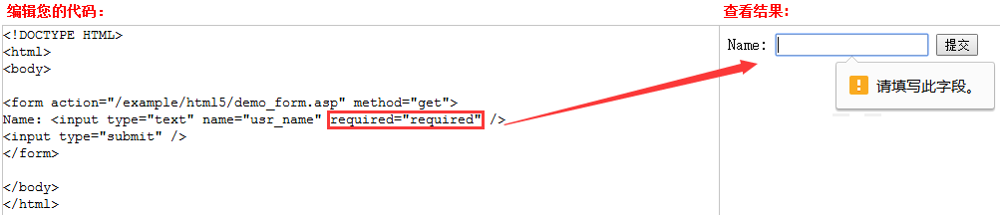 编辑您的代码：
查看结果:
<!DOCTYPE HTML>
<html>
<body>
<form action="/example/html5/demo_form.asp" method="get">
Name: <input type="text" name="usr_name" required="required" />
<input type="submit" />
</form>
</body>
</html>
Name: 提交
请填写此字段。